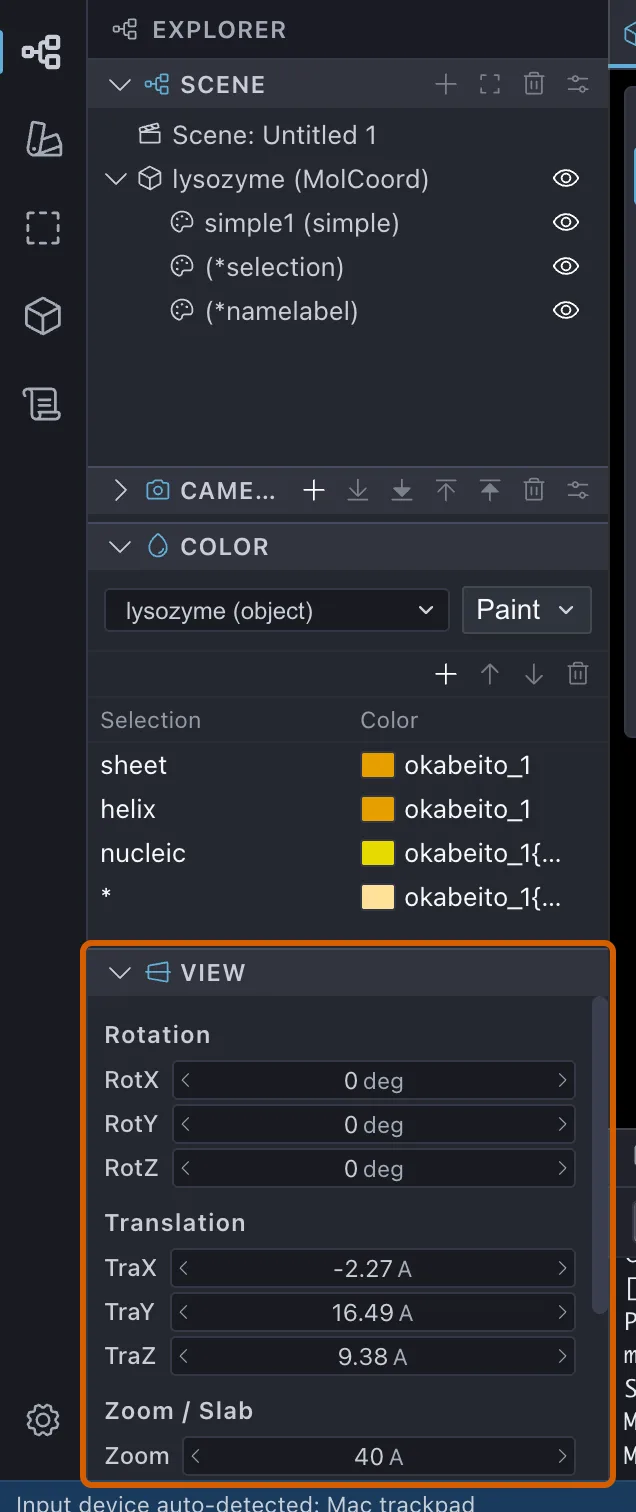 EXPLORER
SCENE
Scene: Untitled 1
lysozyme (MolCoord)
simple1 (simple)
(*selection)
(*namelabel)
CAME...
COLOR
lysozyme (object) Paint
Selection Color
sheet okabeito_1
helix okabeito_1
nucleic okabeito_1{...
* okabeito_1{...
VIEW
Rotation
RotX 0 deg
RotY 0 deg
RotZ 0 deg
Translation
TraX -2.27 A
TraY 16.49 A
TraZ 9.38 A
Zoom / Slab
Zoom 40 A
Input device auto-detected: Mac trackpad